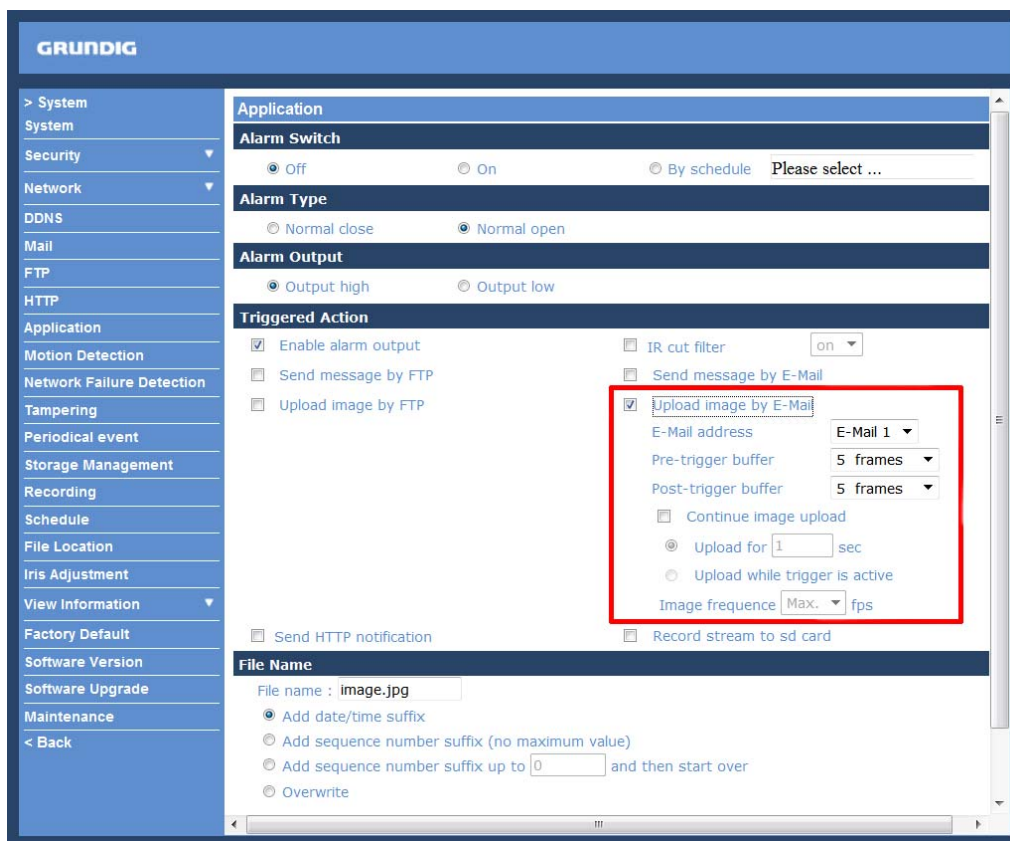 GRUNDIG
> System
System
Security
Network
DDNS
Mail
FTP
HTTP
Application
Motion Detection
Network Failure Detection
Tampering
Periodical event
Storage Management
Recording
Schedule
File Location
Iris Adjustment
View Information
Factory Default
Software Version
Software Upgrade
Maintenance
< Back
Application
Alarm Switch
Off On By schedule Please select ...
Alarm Type
Normal close Normal open
Alarm Output
Output high Output low
Triggered Action
Enable alarm output IR cut filter on
Send message by FTP Send message by E-Mail
Upload image by FTP Upload image by E-Mail
E-Mail address E-Mail 1
Pre-trigger buffer 5 frames
Post-trigger buffer 5 frames
Continue image upload
Upload for 1 sec
Upload while trigger is active
Image frequence Max. fps
Send HTTP notification Record stream to sd card
File Name
File name : image.jpg
Add date/time suffix
Add sequence number suffix (no maximum value)
Add sequence number suffix up to 0 and then start over
Overwrite